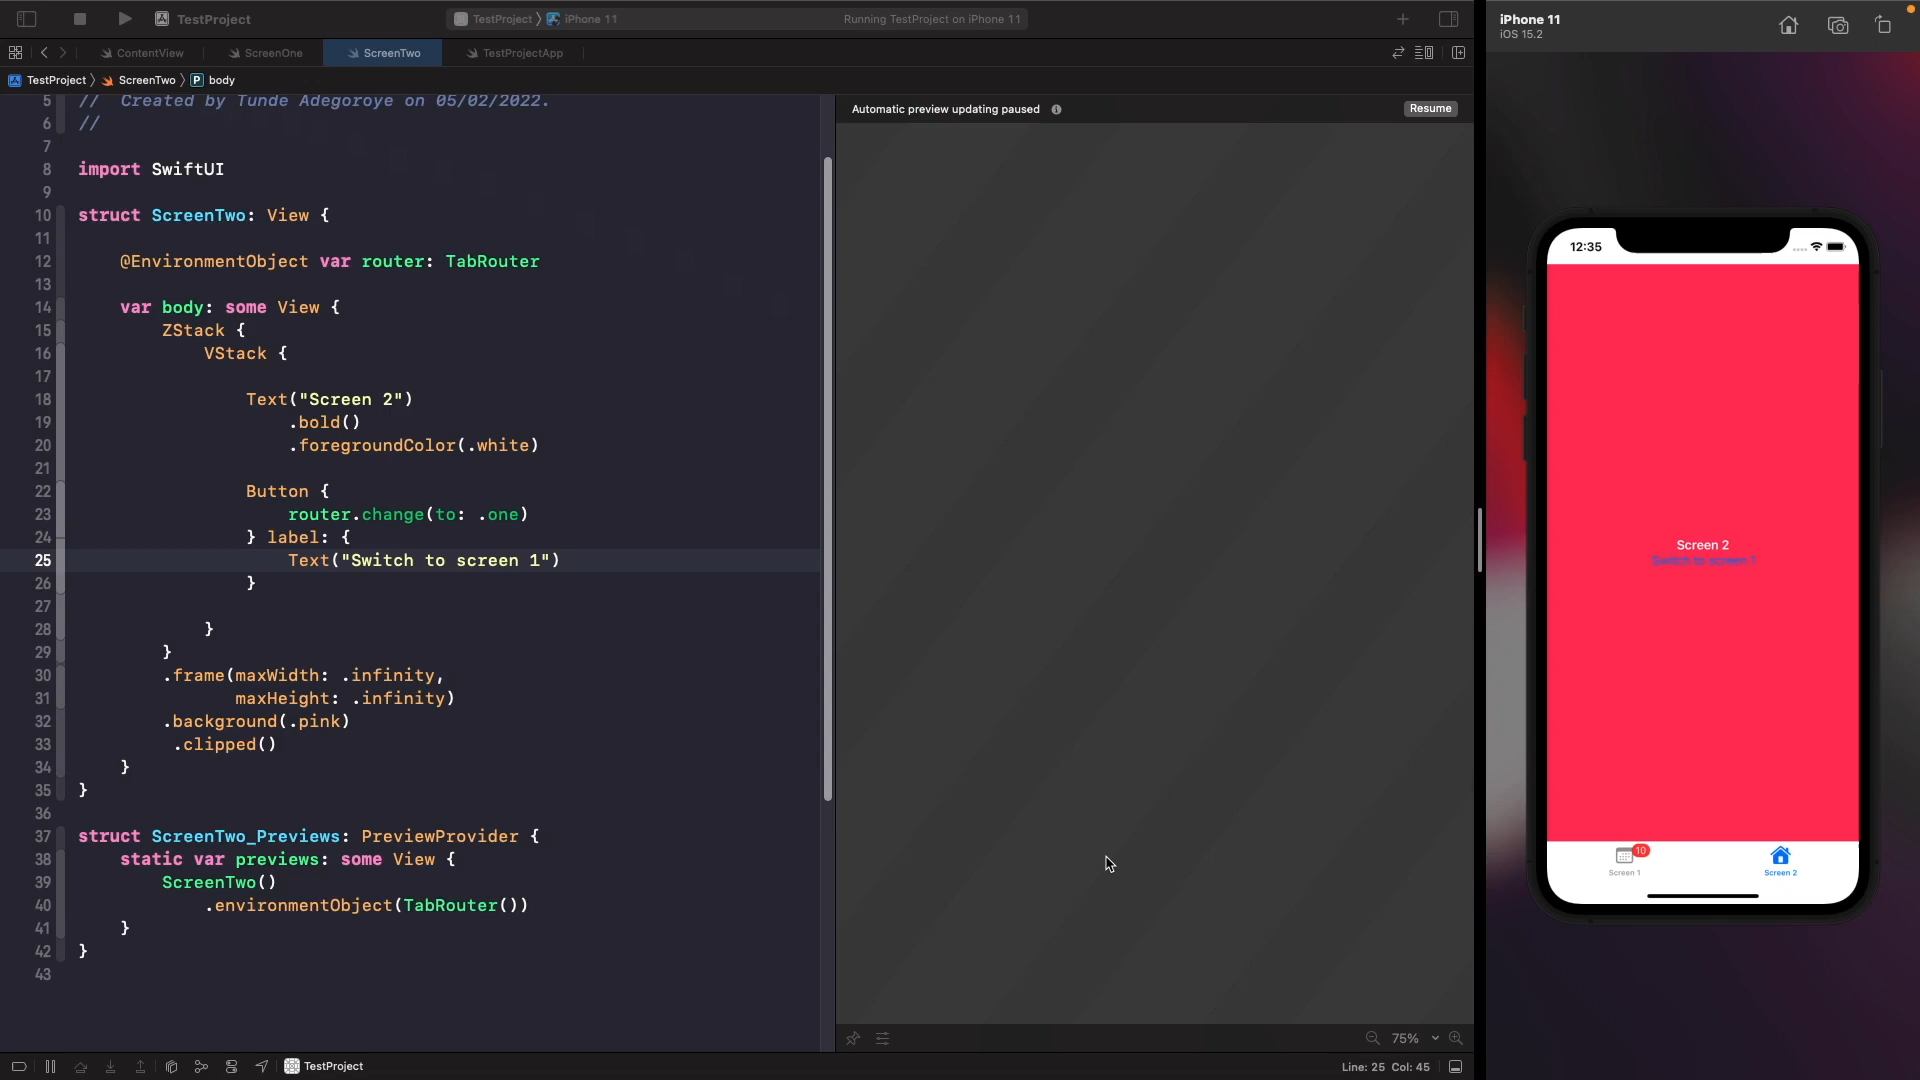 TestProject
TestProject 〉 iPhone 11
Running TestProject on iPhone 11
ContentView
ScreenOne
ScreenTwo
TestProjectApp
TestProject 〉 ScreenTwo 〉 P body
5 //  Created by Tunde Adegoroye on 05/02/2022.
6 //
7
8 import SwiftUI
9
10 struct ScreenTwo: View {
11
12     @EnvironmentObject var router: TabRouter
13
14     var body: some View {
15         ZStack {
16             VStack {
17
18                 Text("Screen 2")
19                     .bold()
20                     .foregroundColor(.white)
21
22                 Button {
23                     router.change(to: .one)
24                 } label: {
25                     Text("Switch to screen 1")
26                 }
27
28             }
29         }
30         .frame(maxWidth: .infinity,
31                maxHeight: .infinity)
32         .background(.pink)
33          .clipped()
34     }
35 }
36
37 struct ScreenTwo_Previews: PreviewProvider {
38     static var previews: some View {
39         ScreenTwo()
40             .environmentObject(TabRouter())
41     }
42 }
43
Automatic preview updating paused
Resume
75%
TestProject
Line: 25 Col: 45
iPhone 11
iOS 15.2
12:35
Screen 2
Switch to screen 1
10
Screen 1
Screen 2